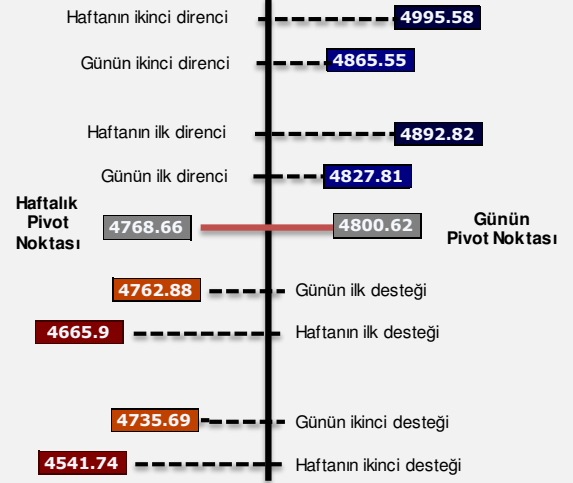 Haftanın ikinci direnci 4995.58
Günün ikinci direnci 4865.55
Haftanın ilk direnci 4892.82
Günün ilk direnci 4827.81
Haftalık
Pivot
Noktası
4768.66
4800.62
Günün
Pivot Noktası
4762.88 Günün ilk desteği
4665.9 Haftanın ilk desteği
4735.69 Günün ikinci desteği
4541.74 Haftanın ikinci desteği